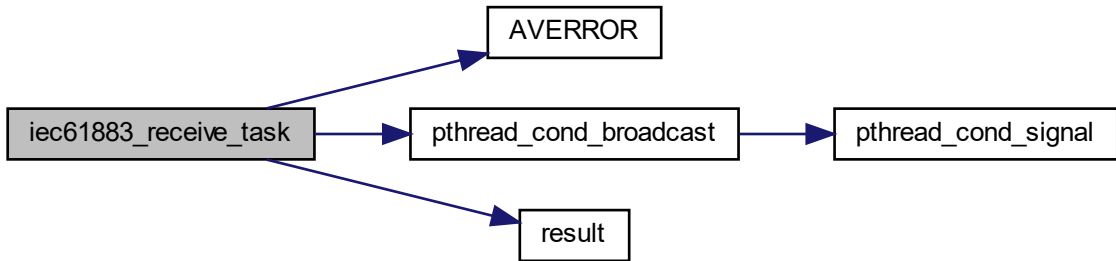 AVERROR
iec61883_receive_task
pthread_cond_broadcast
pthread_cond_signal
result